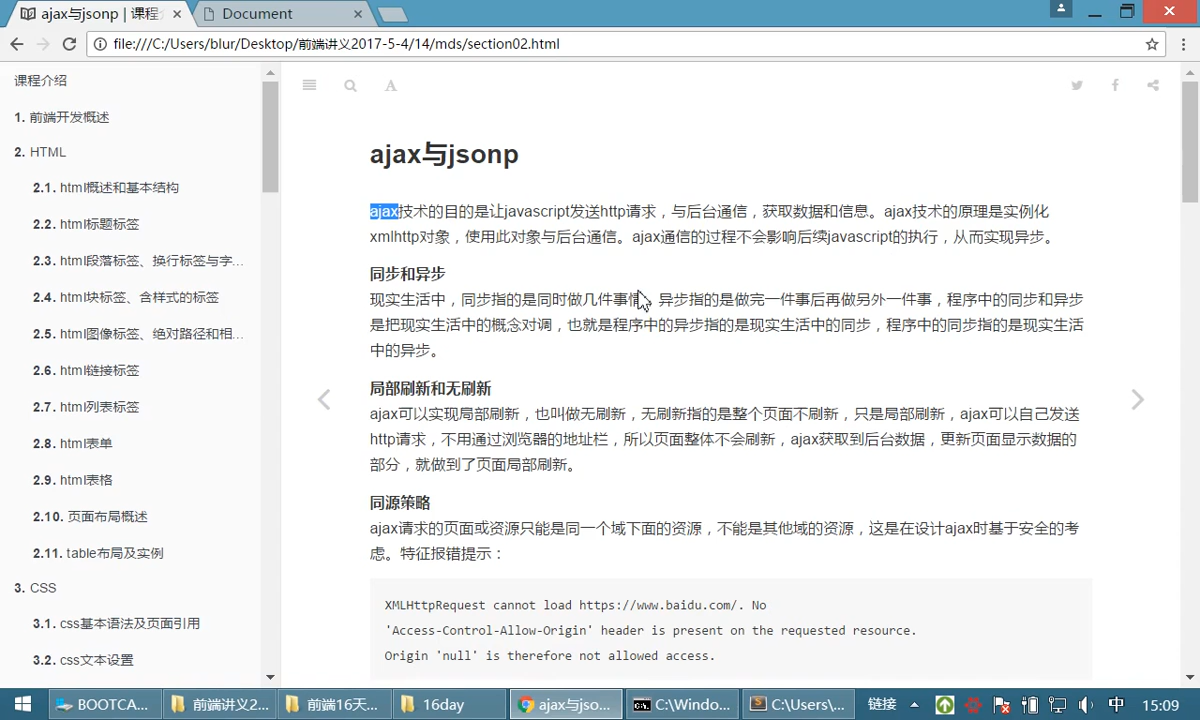 ajax与jsonp | 课程
Document
file:///C:/Users/blur/Desktop/前端讲义2017-5-4/14/mds/section02.html
课程介绍
1. 前端开发概述
2. HTML
2.1. html概述和基本结构
2.2. html标题标签
2.3. html段落标签、换行标签与字...
2.4. html块标签、含样式的标签
2.5. html图像标签、绝对路径和相...
2.6. html链接标签
2.7. html列表标签
2.8. html表单
2.9. html表格
2.10. 页面布局概述
2.11. table布局及实例
3. CSS
3.1. css基本语法及页面引用
3.2. css文本设置
A
ajax与jsonp
ajax技术的目的是让javascript发送http请求，与后台通信，获取数据和信息。ajax技术的原理是实例化
xmlhttp对象，使用此对象与后台通信。ajax通信的过程不会影响后续javascript的执行，从而实现异步。
同步和异步
现实生活中，同步指的是同时做几件事情，异步指的是做完一件事后再做另外一件事，程序中的同步和异步
是把现实生活中的概念对调，也就是程序中的异步指的是现实生活中的同步，程序中的同步指的是现实生活
中的异步。
局部刷新和无刷新
ajax可以实现局部刷新，也叫做无刷新，无刷新指的是整个页面不刷新，只是局部刷新，ajax可以自己发送
http请求，不用通过浏览器的地址栏，所以页面整体不会刷新，ajax获取到后台数据，更新页面显示数据的
部分，就做到了页面局部刷新。
同源策略
ajax请求的页面或资源只能是同一个域下面的资源，不能是其他域的资源，这是在设计ajax时基于安全的考
虑。特征报错提示：
XMLHttpRequest cannot load https://www.baidu.com/. No
'Access-Control-Allow-Origin' header is present on the requested resource.
Origin 'null' is therefore not allowed access.
BOOTCA...
前端讲义2...
前端16天...
16day
ajax与jso...
C:\Windo...
C:\Users\...
链接
中
15:09